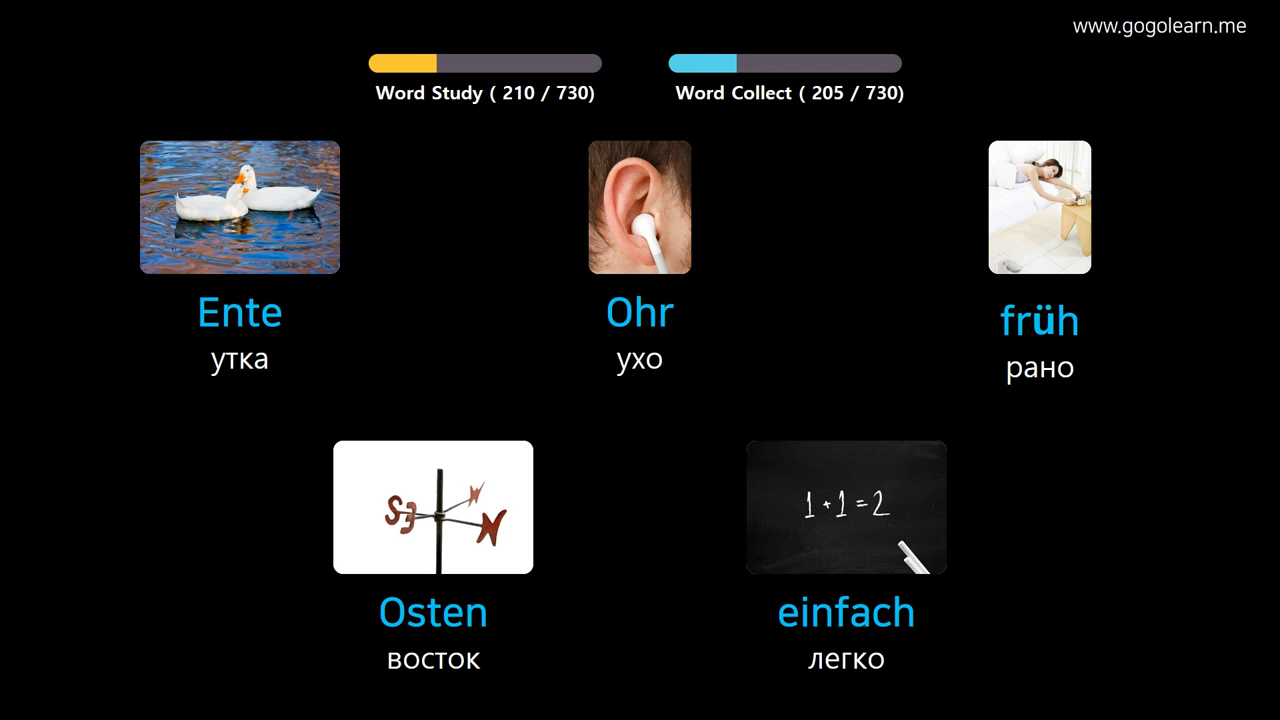 www.gogolearn.me
Word Study ( 210 / 730)
Word Collect ( 205 / 730)
Ente
утка
Ohr
ухо
früh
рано
S
N
1 + 1 = 2
Osten
восток
einfach
легко